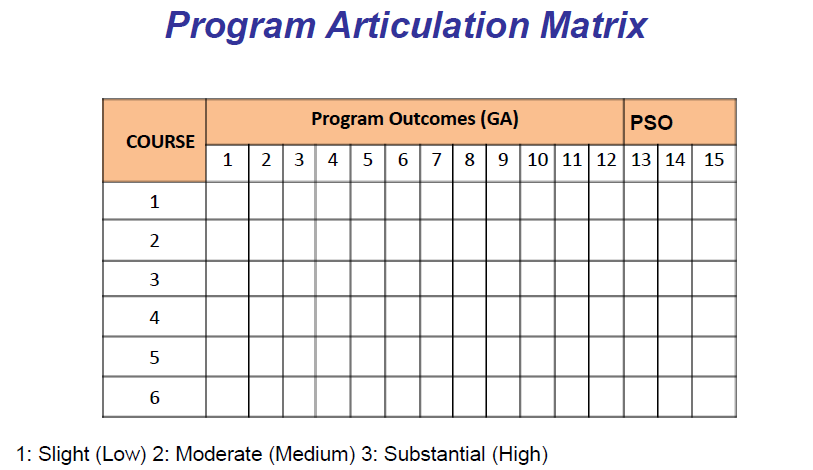 Program Articulation Matrix
COURSE Program Outcomes (GA) PSO
1 2 3 4 5 6 7 8 9 10 11 12 13 14 15
1
2
3
4
5
6
1: Slight (Low) 2: Moderate (Medium) 3: Substantial (High)